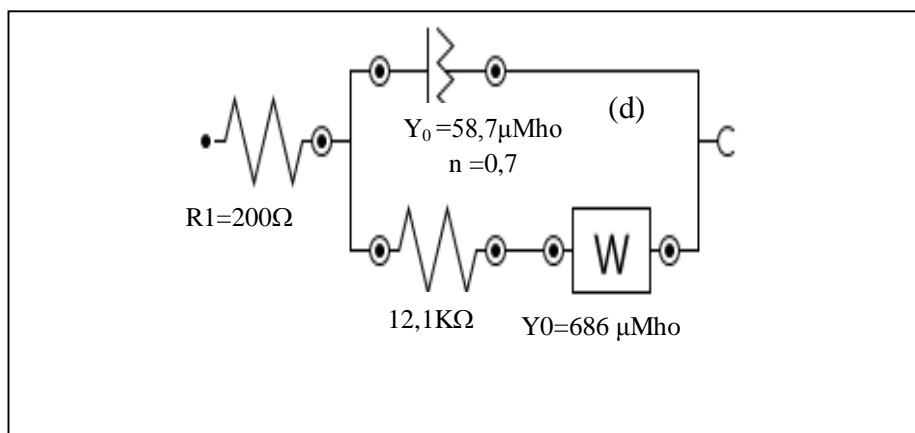 (d)
Y₀ =58,7μMho
n =0,7
R1=200Ω
W
12,1KΩ
Y0=686 μMho